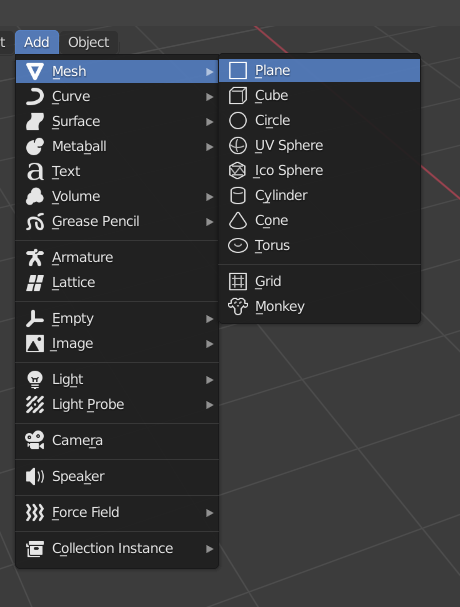 t Add Object
Mesh
Curve
Surface
Metaball
Text
Volume
Grease Pencil
Armature
Lattice
Empty
Image
Light
Light Probe
Camera
Speaker
Force Field
Collection Instance
Plane
Cube
Circle
UV Sphere
Ico Sphere
Cylinder
Cone
Torus
Grid
Monkey